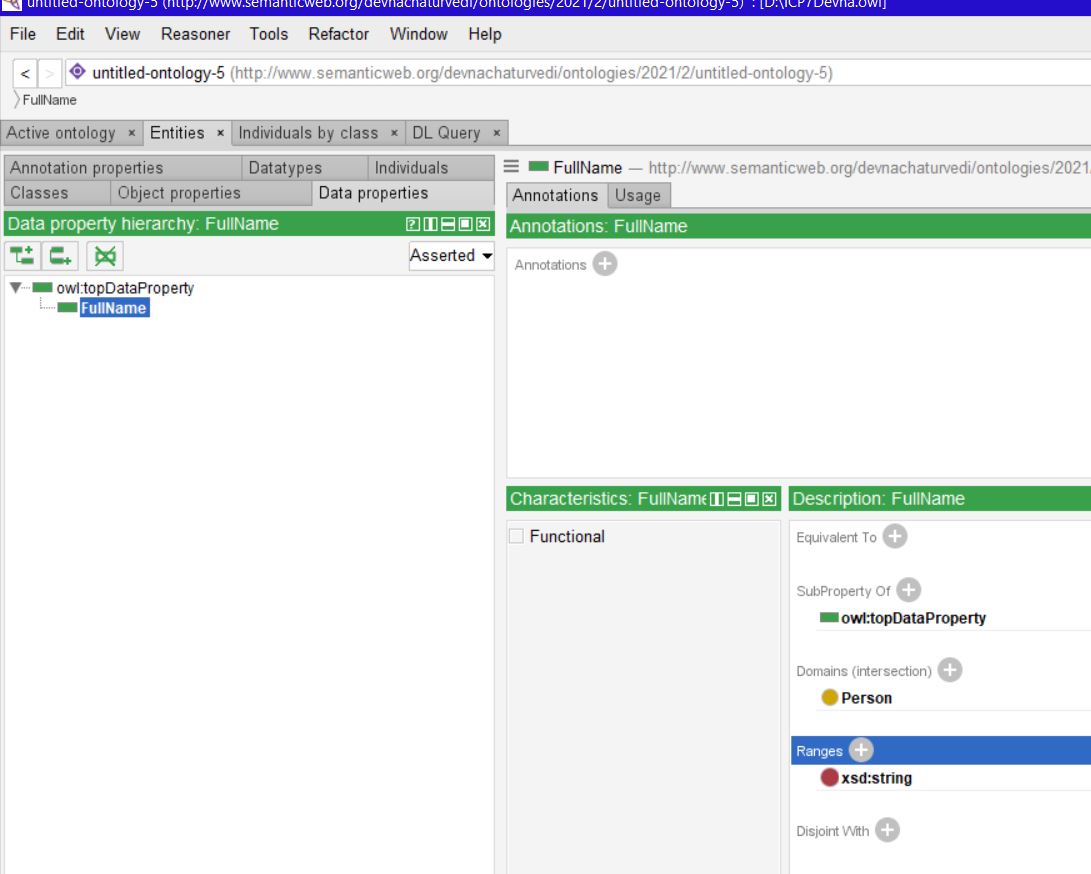 untitled-ontology-5 (http://www.semanticweb.org/devnachaturvedi/ontologies/2021/2/untitled-ontology-5) : [D:\ICP7Devna.owl]
File Edit View Reasoner Tools Refactor Window Help
< > untitled-ontology-5 (http://www.semanticweb.org/devnachaturvedi/ontologies/2021/2/untitled-ontology-5)
FullName
Active ontology × Entities × Individuals by class × DL Query ×
Annotation properties Datatypes Individuals
Classes Object properties Data properties
Data property hierarchy: FullName
Asserted
owl:topDataProperty
FullName
FullName — http://www.semanticweb.org/devnachaturvedi/ontologies/2021/
Annotations Usage
Annotations: FullName
Annotations
Characteristics: FullName
Functional
Description: FullName
Equivalent To
SubProperty Of
owl:topDataProperty
Domains (intersection)
Person
Ranges
xsd:string
Disjoint With